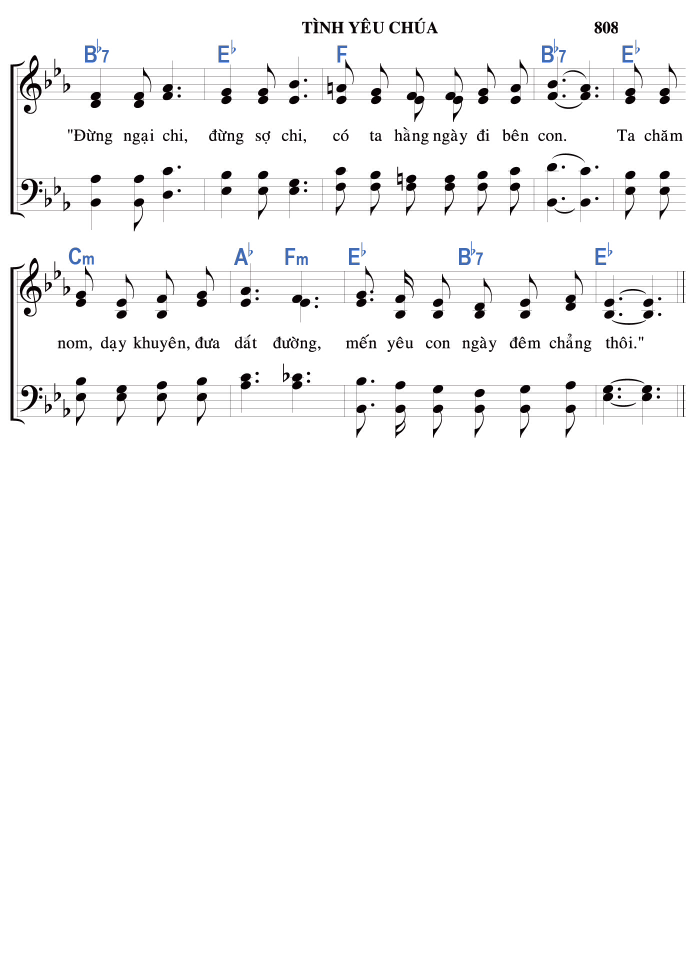 TÌNH YÊU CHÚA 808
B♭7 E♭ F B♭7 E♭
"Đừng ngại chi, đừng sợ chi, có ta hằng ngày đi bên con. Ta chăm
Cm A♭ Fm E♭ B♭7 E♭
nom, dạy khuyên, đưa dắt đường, mến yêu con ngày đêm chẳng thôi."